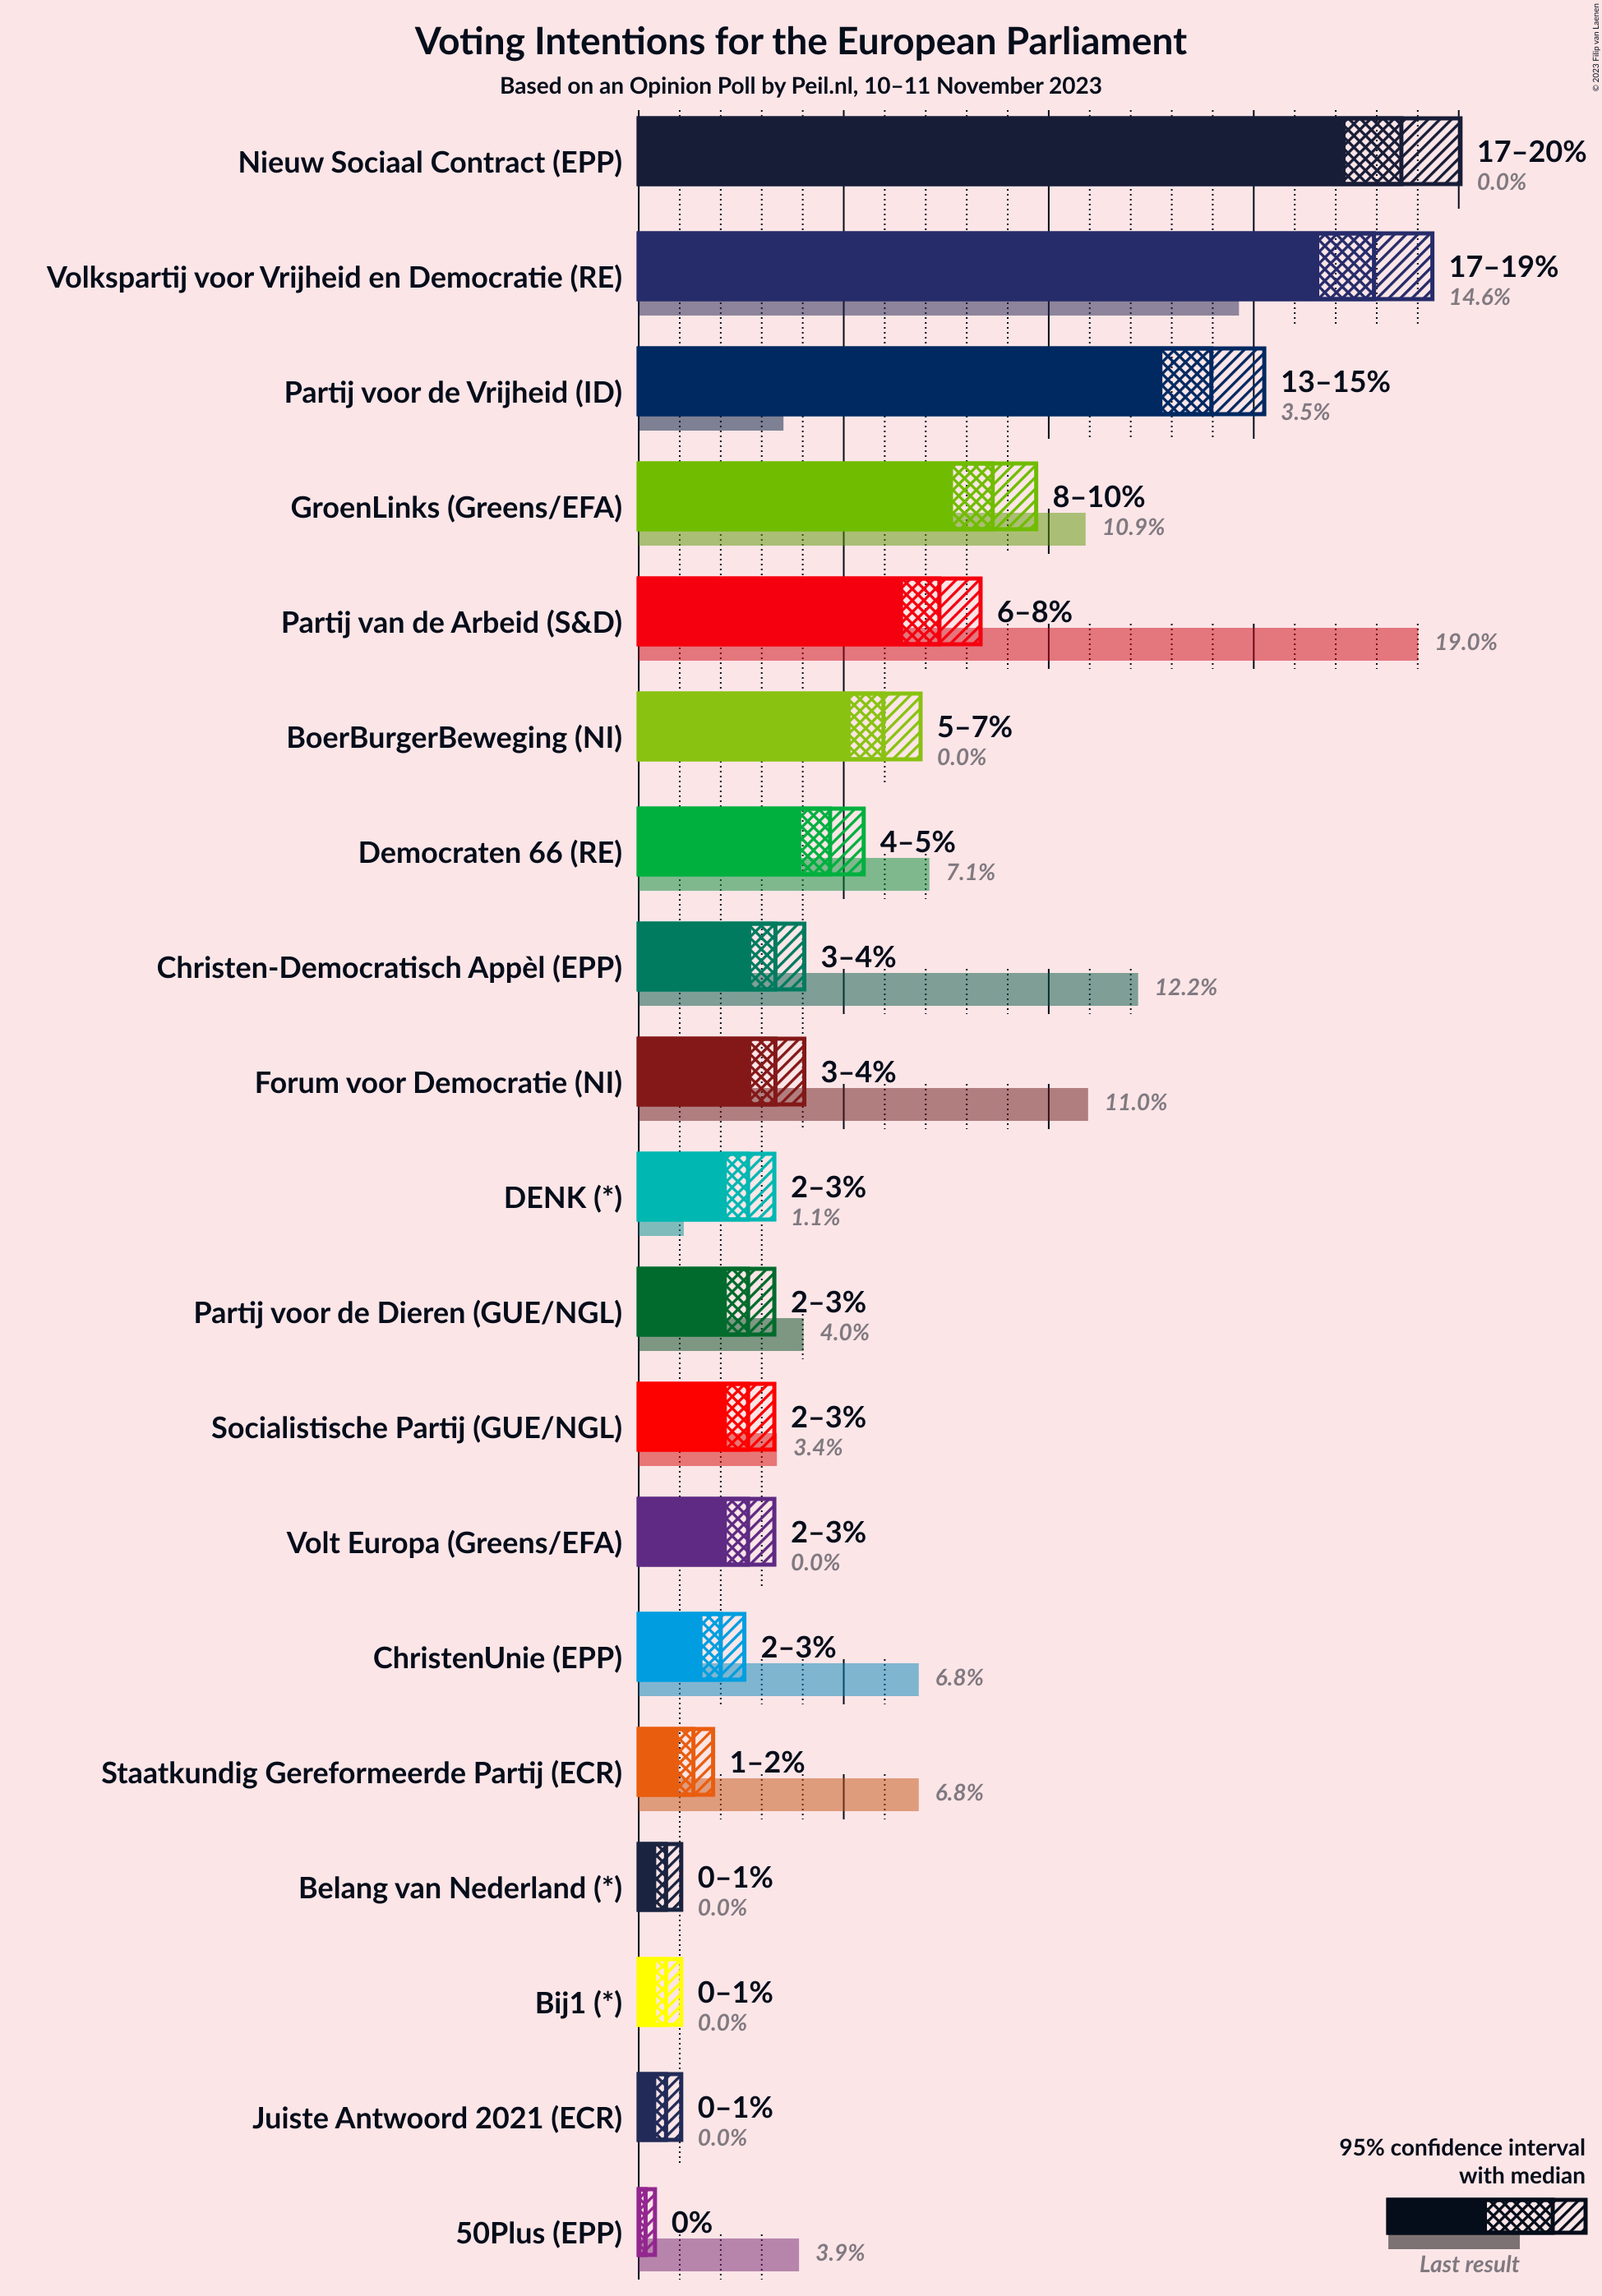 © 2023 Filip van Laenen
Voting Intentions for the European Parliament
Based on an Opinion Poll by Peil.nl, 10–11 November 2023
Nieuw Sociaal Contract (EPP)
17–20%
0.0%
Volkspartij voor Vrijheid en Democratie (RE)
17–19%
14.6%
Partij voor de Vrijheid (ID)
13–15%
3.5%
GroenLinks (Greens/EFA)
8–10%
10.9%
Partij van de Arbeid (S&D)
6–8%
19.0%
BoerBurgerBeweging (NI)
5–7%
0.0%
Democraten 66 (RE)
4–5%
7.1%
Christen-Democratisch Appèl (EPP)
3–4%
12.2%
Forum voor Democratie (NI)
3–4%
11.0%
DENK (*)
2–3%
1.1%
Partij voor de Dieren (GUE/NGL)
2–3%
4.0%
Socialistische Partij (GUE/NGL)
2–3%
3.4%
Volt Europa (Greens/EFA)
2–3%
0.0%
ChristenUnie (EPP)
2–3%
6.8%
Staatkundig Gereformeerde Partij (ECR)
1–2%
6.8%
Belang van Nederland (*)
0–1%
0.0%
Bij1 (*)
0–1%
0.0%
Juiste Antwoord 2021 (ECR)
0–1%
0.0%
50Plus (EPP)
0%
3.9%
95% confidence interval
with median
Last result